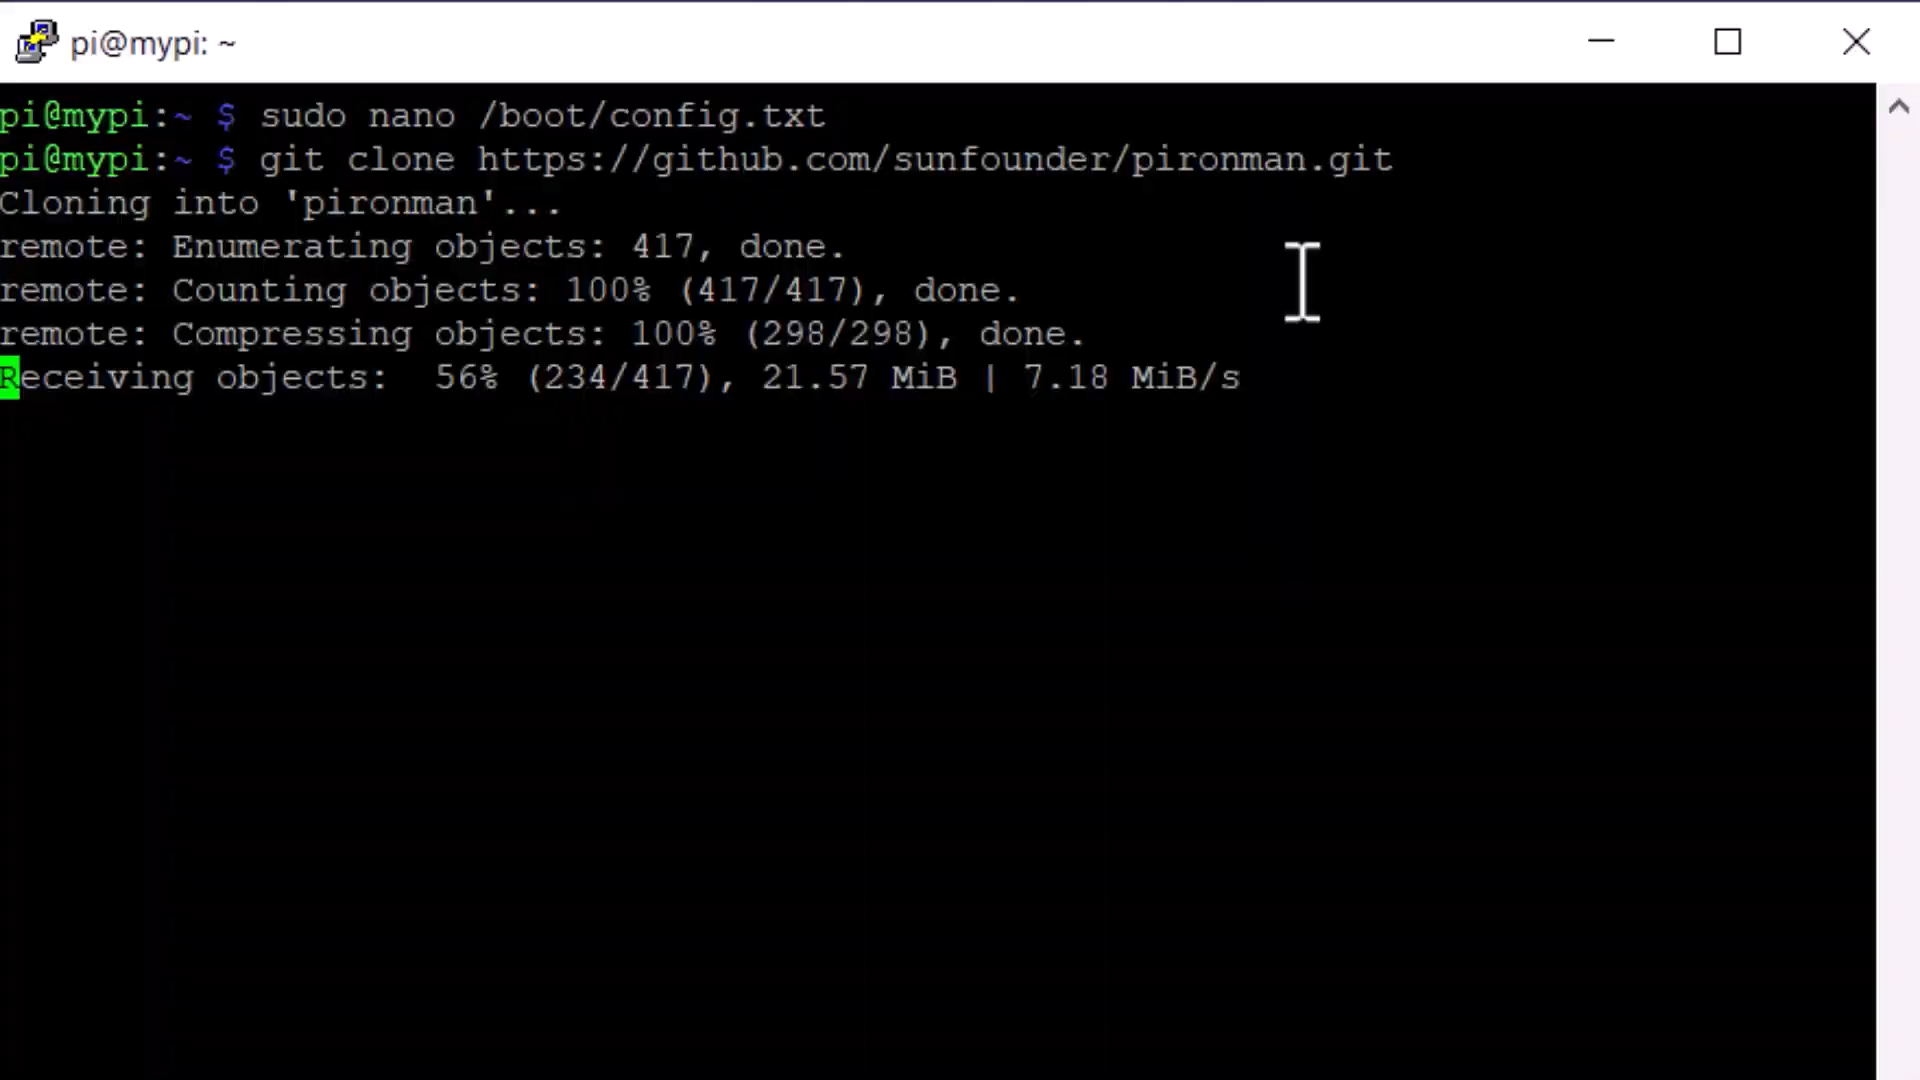 pi@mypi: ~
pi@mypi:~ $ sudo nano /boot/config.txt
pi@mypi:~ $ git clone https://github.com/sunfounder/pironman.git
Cloning into 'pironman'...
remote: Enumerating objects: 417, done.
remote: Counting objects: 100% (417/417), done.
remote: Compressing objects: 100% (298/298), done.
Receiving objects:  56% (234/417), 21.57 MiB | 7.18 MiB/s